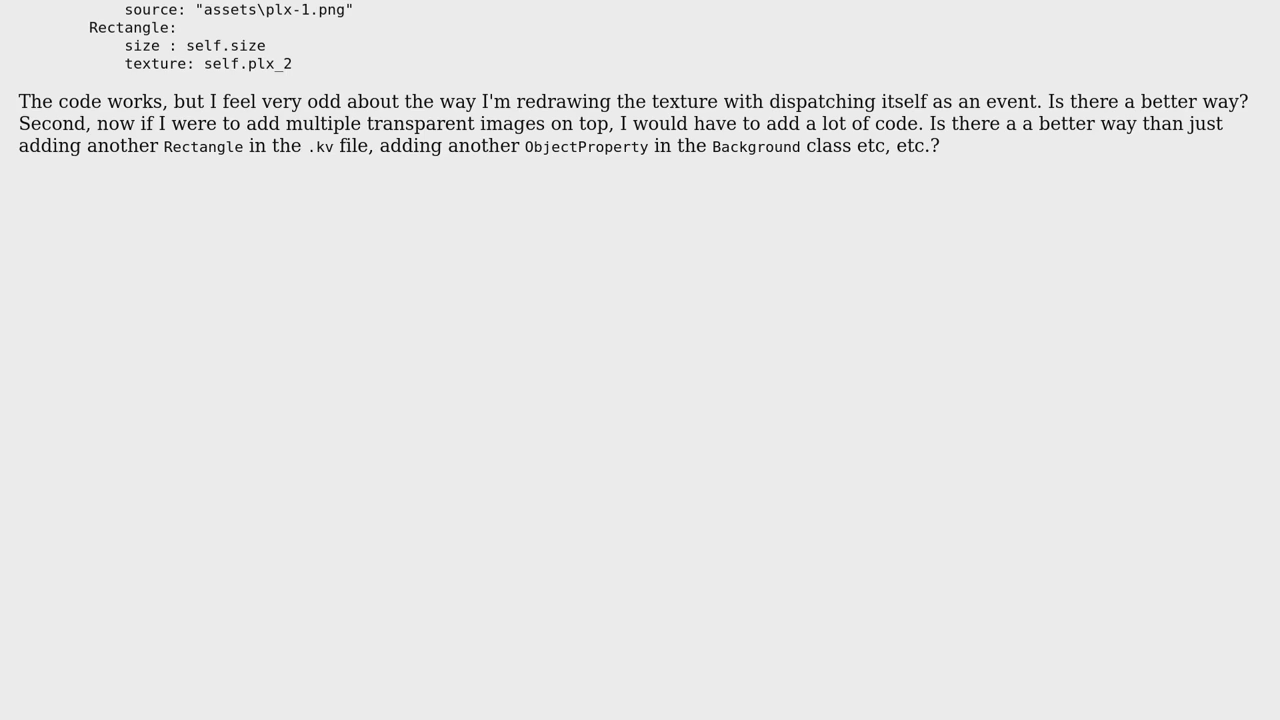 source: "assets\plx-1.png"
Rectangle:
size : self.size
texture: self.plx_2
The code works, but I feel very odd about the way I'm redrawing the texture with dispatching itself as an event. Is there a better way?
Second, now if I were to add multiple transparent images on top, I would have to add a lot of code. Is there a a better way than just
adding another Rectangle in the .kv file, adding another ObjectProperty in the Background class etc, etc.?